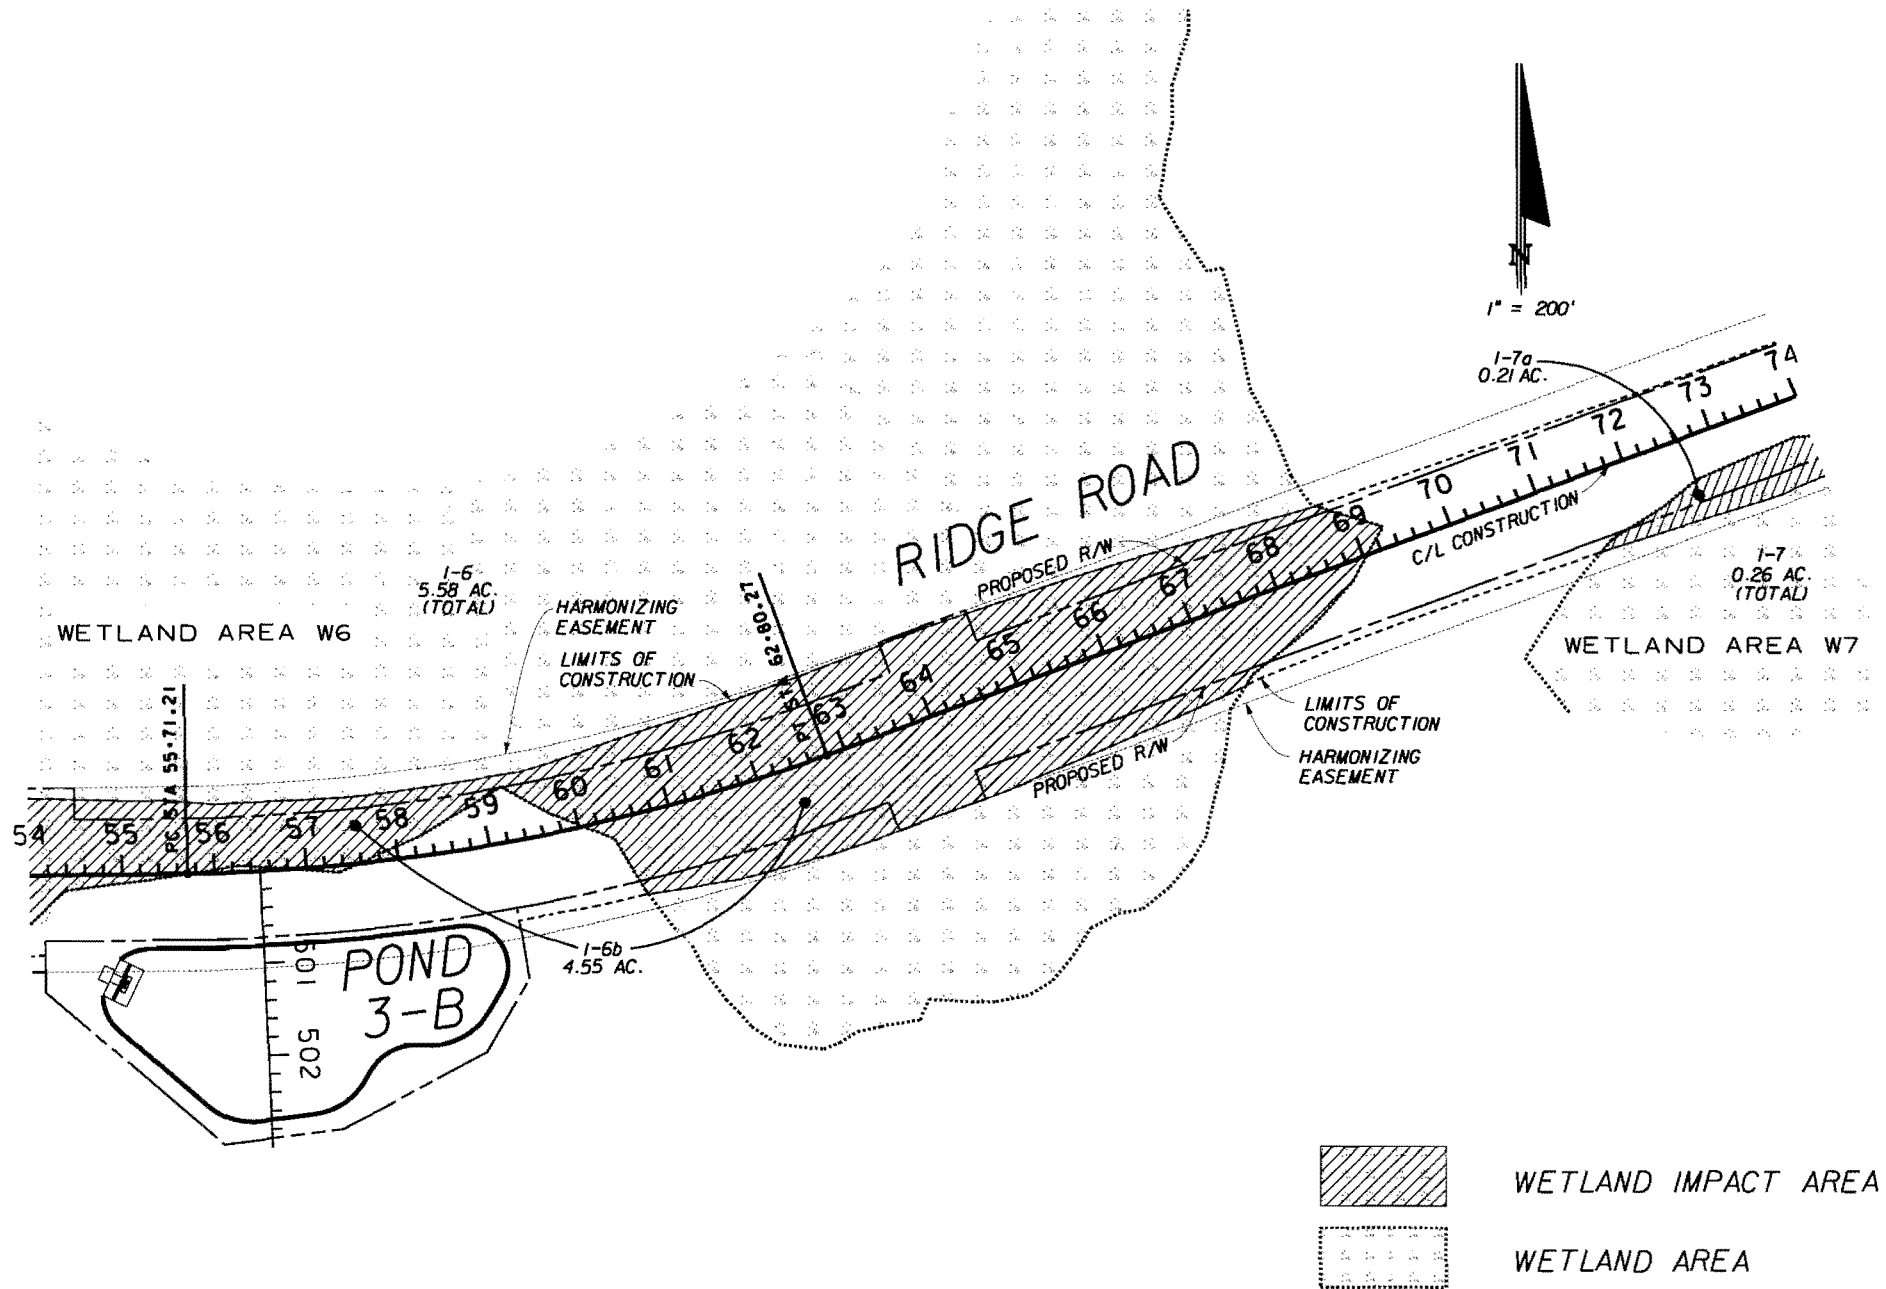 N
1" = 200'
1-7a
0.21 AC.
74
73
72
71
70
69
68
67
66
65
64
63
62
61
60
59
58
57
56
55
54
RIDGE ROAD
PROPOSED R/W
C/L CONSTRUCTION
1-7
0.26 AC.
(TOTAL)
WETLAND AREA W7
1-6
5.58 AC.
(TOTAL)
WETLAND AREA W6
HARMONIZING
EASEMENT
LIMITS OF
CONSTRUCTION
PT STA 62+80.27
PC STA 55+71.21
LIMITS OF
CONSTRUCTION
HARMONIZING
EASEMENT
PROPOSED R/W
1-6b
4.55 AC.
501
502
POND
3-B
WETLAND IMPACT AREA
WETLAND AREA